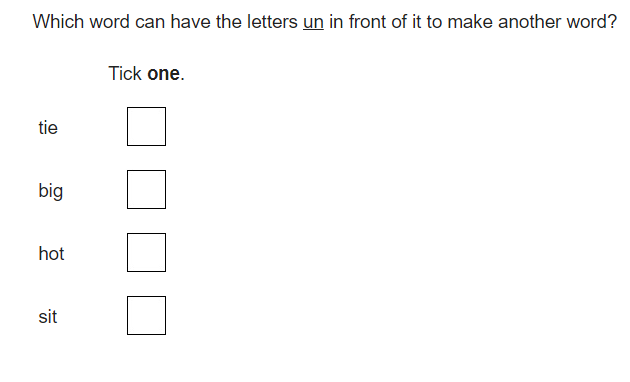 Which word can have the letters un in front of it to make another word?
Tick one.
tie
big
hot
sit